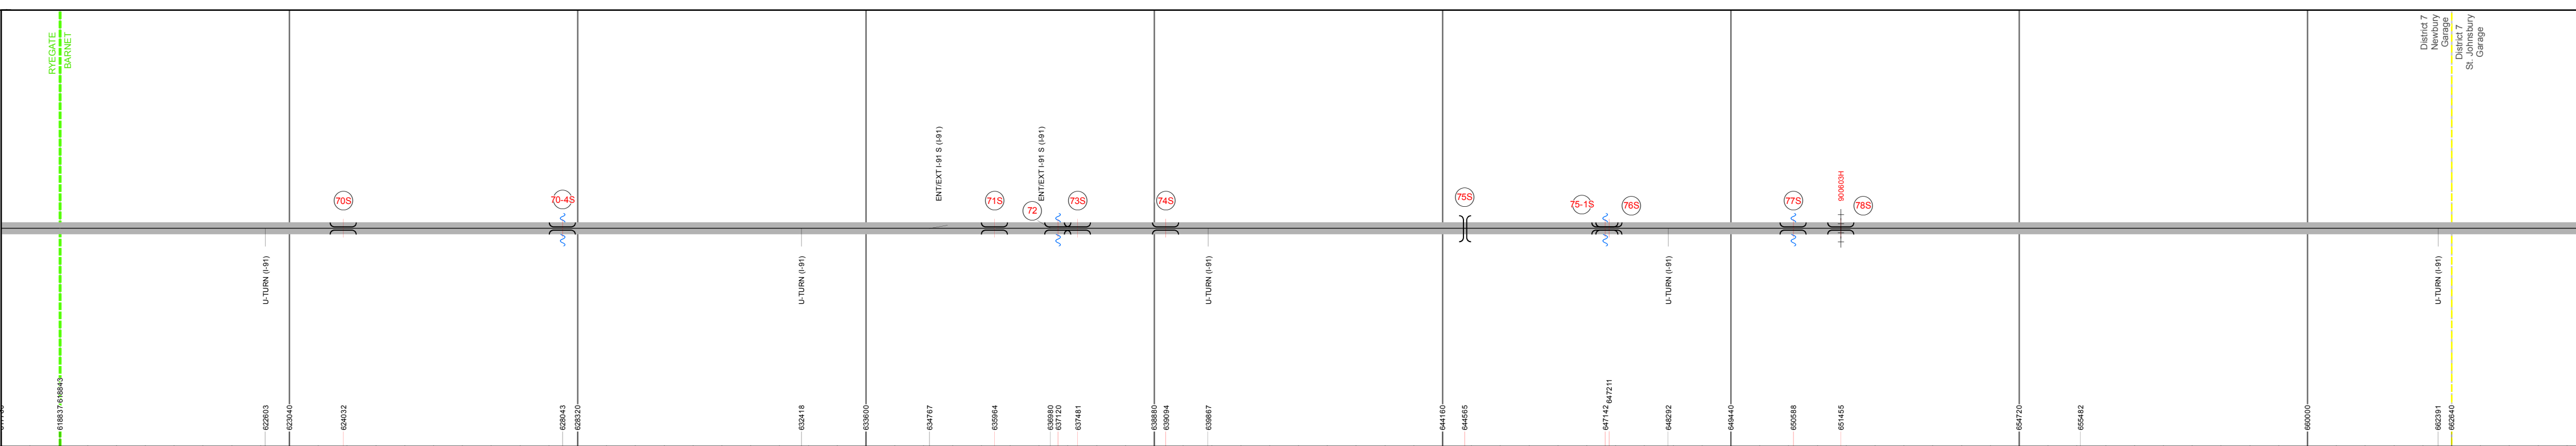 RYEGATE
BARNET
District 7
Newbury
Garage
District 7
St. Johnsbury
Garage
ENT/EXT I-91 S (I-91)
ENT/EXT I-91 S (I-91)
70S
70-4S
71S
72
73S
74S
75S
75-1S
76S
77S
900603H
78S
U-TURN (I-91)
U-TURN (I-91)
U-TURN (I-91)
U-TURN (I-91)
U-TURN (I-91)
618837
618843
622603
623040
624032
628043
628320
632418
633600
634767
635964
636980
637120
637481
638880
639094
639867
644160
644565
647142
647211
648292
649440
650588
651455
654720
655482
660000
662391
662640